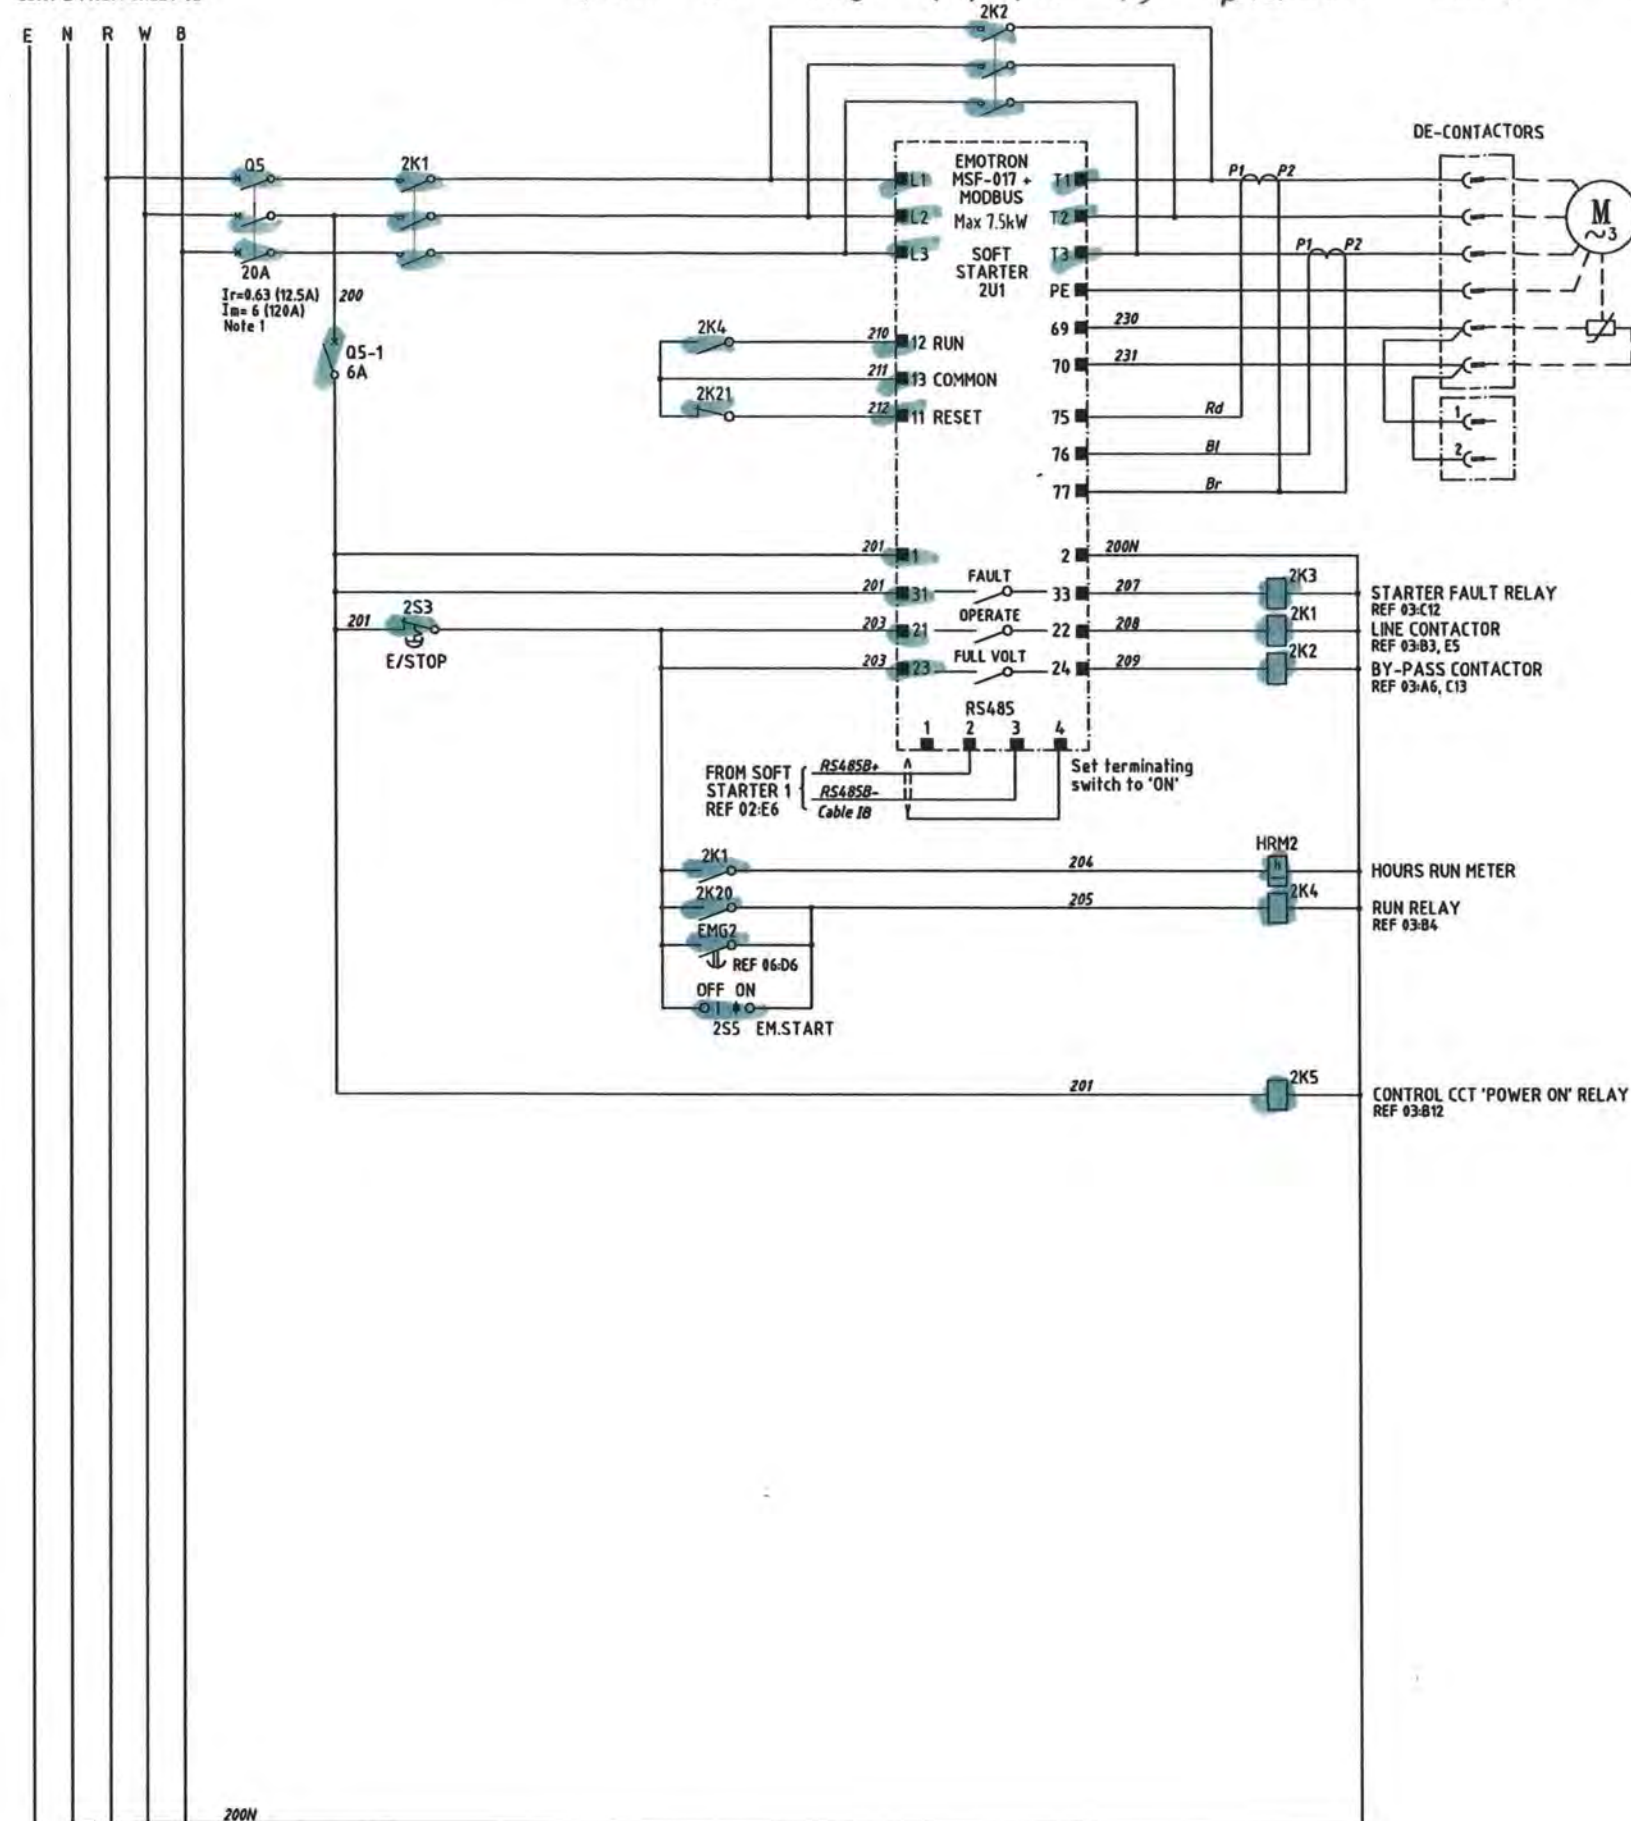 2K2
E N R W B
DE-CONTACTORS
Q5 2K1
EMOTRON
MSF-017 +
MODBUS
Max 7.5kW
SOFT
STARTER
2U1
L1
L2
L3
T1
T2
T3
PE
P1 P2
P1 P2
M
~3
20A
Ir=0.63 (12.5A)
Im= 6 (120A)
Note 1
200
Q5-1
6A
2K4 210 12 RUN
211 13 COMMON
2K21 212 11 RESET
69 230
70 231
75 Rd
76 Bl
77 Br
1
2
201 1 2 200N
201 31 FAULT 33 207 2K3
STARTER FAULT RELAY
REF 03:C12
201 2S3 203 21 OPERATE 22 208 2K1
E/STOP
LINE CONTACTOR
REF 03:B3, E5
203 23 FULL VOLT 24 209 2K2
BY-PASS CONTACTOR
REF 03:A6, C13
RS485
1 2 3 4
FROM SOFT
STARTER 1
REF 02:E6
RS485B+
RS485B-
Cable IB
Set terminating
switch to 'ON'
2K1 204 HRM2
h
HOURS RUN METER
2K20 205 2K4
RUN RELAY
REF 03:B4
EMG2
REF 06:D6
OFF ON
2S5 EM.START
201 2K5
CONTROL CCT 'POWER ON' RELAY
REF 03:B12
200N